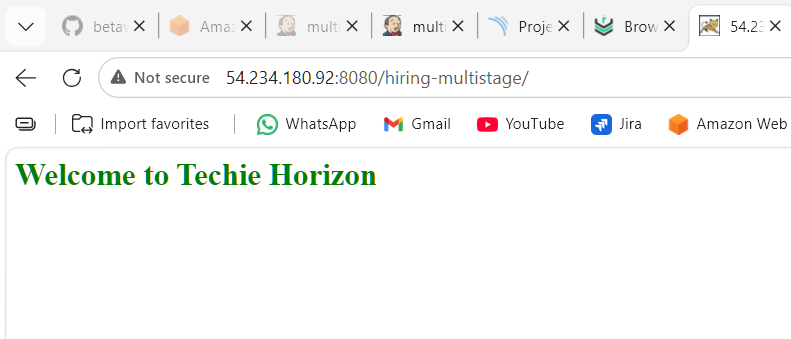 betav
Ama
multi
multi
Proje
Brow
54.23
Not secure 54.234.180.92:8080/hiring-multistage/
Import favorites WhatsApp Gmail YouTube Jira Amazon Web
Welcome to Techie Horizon